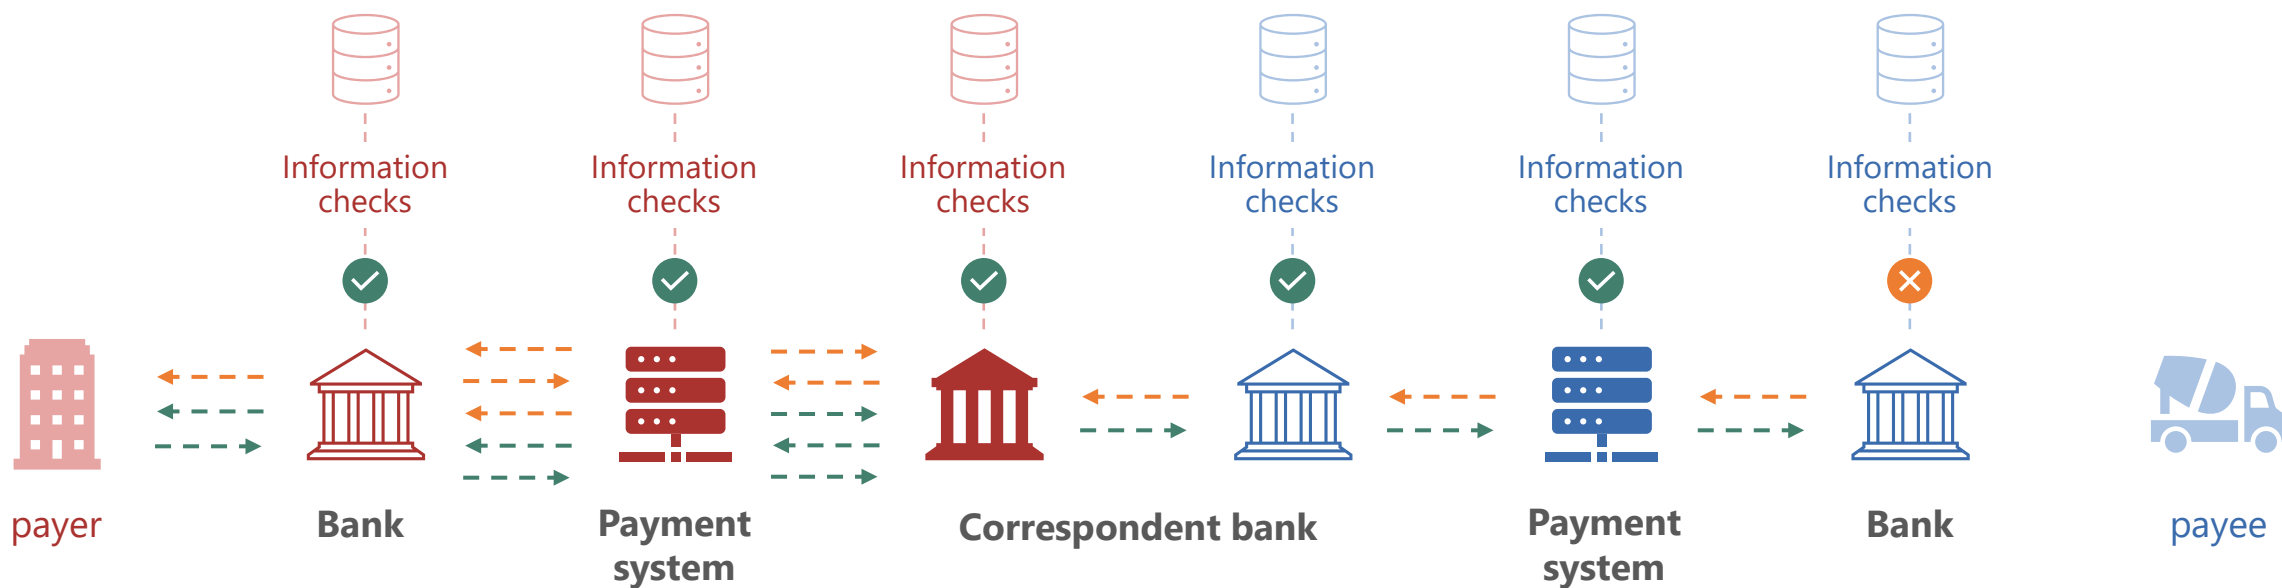 Information
checks
Information
checks
Information
checks
Information
checks
Information
checks
Information
checks
payer
Bank
Payment
system
Correspondent bank
Payment
system
Bank
payee